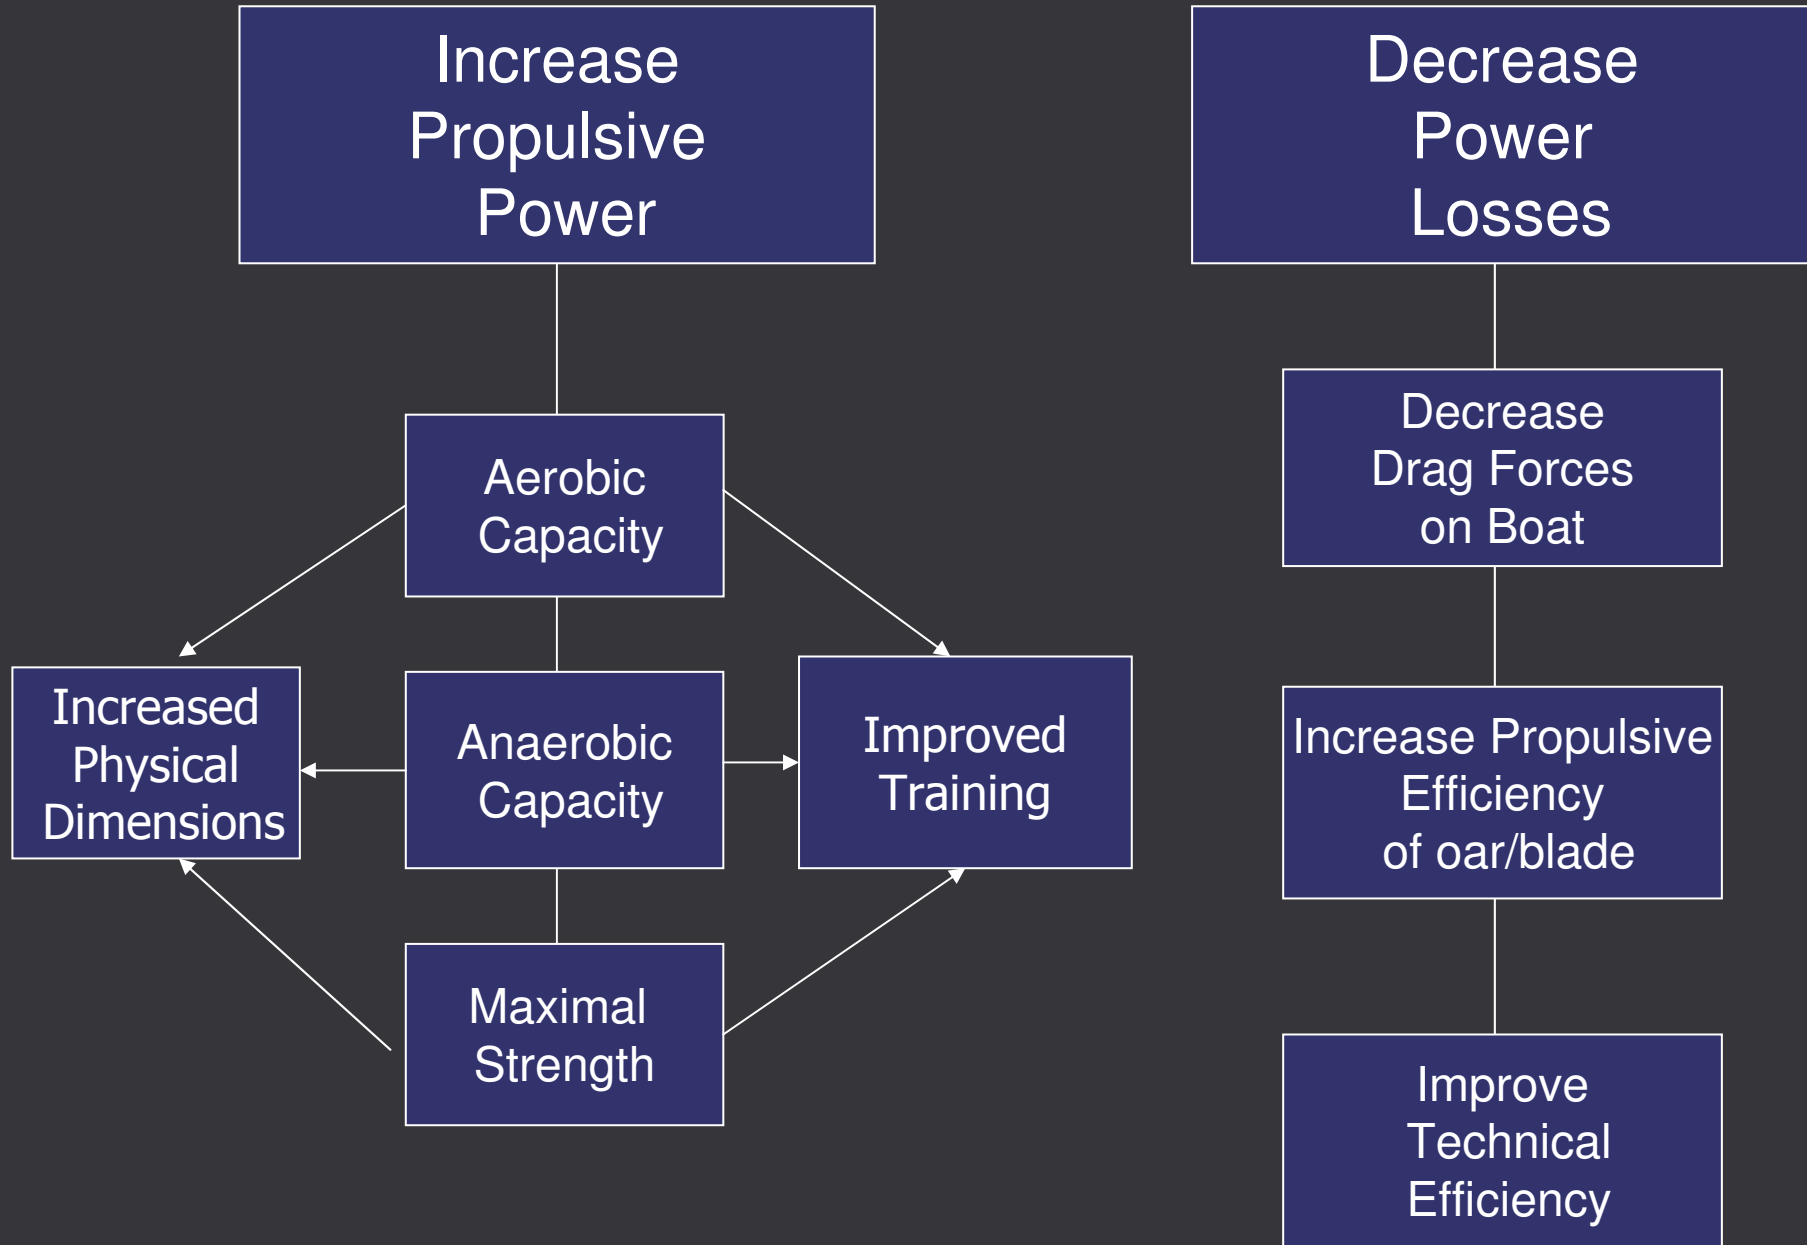 Increase
Propulsive
Power
Decrease
Power
Losses
Aerobic
Capacity
Decrease
Drag Forces
on Boat
Increased
Physical
Dimensions
Anaerobic
Capacity
Improved
Training
Increase Propulsive
Efficiency
of oar/blade
Maximal
Strength
Improve
Technical
Efficiency